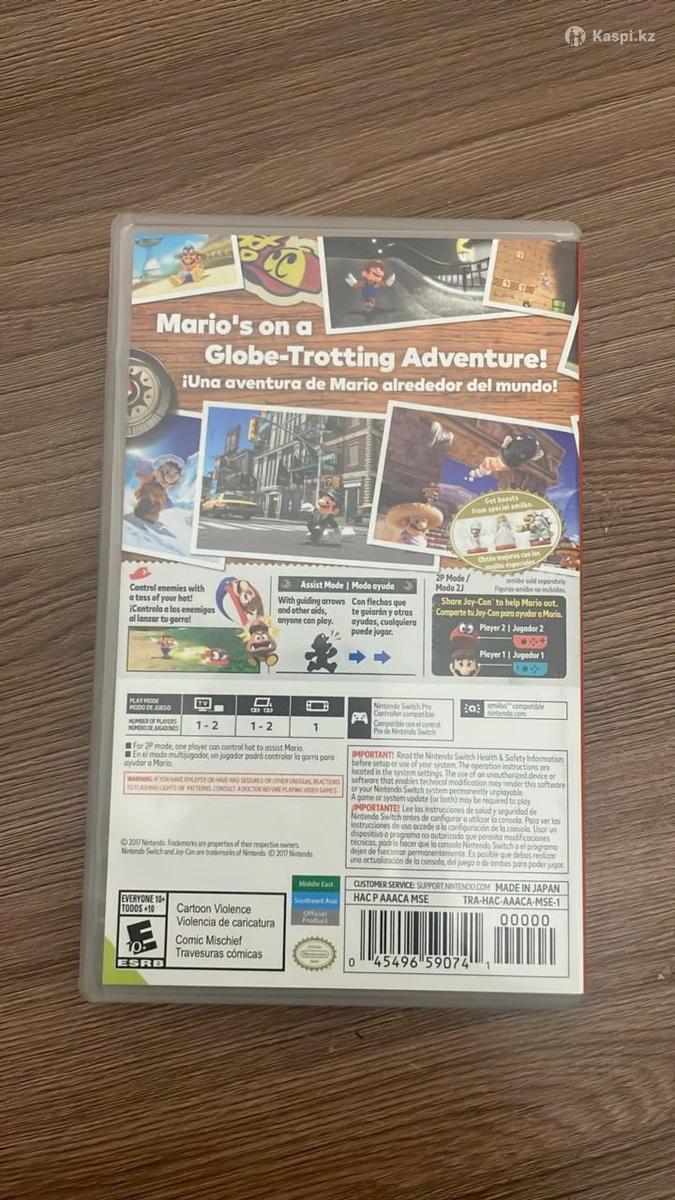 Kaspi.kz
Mario's on a
Globe-Trotting Adventure!
¡Una aventura de Mario alrededor del mundo!
Get boosts
from special amiibo.
Obtén mejoras con los
amiibo especiales.
amiibo sold separately.
Figuras amiibo no incluidas.
Control enemies with
a toss of your hat!
¡Controla a los enemigos
al lanzar tu gorra!
Assist Mode | Modo ayuda
With guiding arrows
and other aids,
anyone can play.
Con flechas que
te guiarán y otras
ayudas, cualquiera
puede jugar.
2P Mode /
Modo 2J
Share Joy-Con™ to help Mario out.
Comparte tu Joy-Con para ayudar a Mario.
Player 2 | Jugador 2
Player 1 | Jugador 1
PLAY MODE
MODO DE JUEGO
TV
NUMBER OF PLAYERS
NÚMERO DE JUGADORES
1 - 2
1 - 2
1
Nintendo Switch Pro
Controller compatible
Compatible con el control
Pro de Nintendo Switch
amiibo™ compatible
nintendo.com
For 2P mode, one player can control hat to assist Mario.
En el modo multijugador, un jugador podrá controlar la gorra para
ayudar a Mario.
WARNING: IF YOU HAVE EPILEPSY OR HAVE HAD SEIZURES OR OTHER UNUSUAL REACTIONS
TO FLASHING LIGHTS OR PATTERNS, CONSULT A DOCTOR BEFORE PLAYING VIDEO GAMES.
IMPORTANT! Read the Nintendo Switch Health & Safety Information
before setup or use of your system. The operation instructions are
located in the system settings. The use of an unauthorized device or
software that enables technical modification may render this software
or your Nintendo Switch system permanently unplayable.
A game or system update (or both) may be required to play.
¡IMPORTANTE! Lee las instrucciones de salud y seguridad de
Nintendo Switch antes de configurar o utilizar la consola. Para ver las
instrucciones de uso accede a la configuración de la consola. Usar un
dispositivo o programa no autorizado que permita modificaciones
técnicas, podría hacer que la consola Nintendo Switch o el programa
dejen de funcionar permanentemente. Es posible que debas realizar
una actualización de la consola, del juego o de ambos para poder jugar.
© 2017 Nintendo. Trademarks are properties of their respective owners.
Nintendo Switch and Joy-Con are trademarks of Nintendo. © 2017 Nintendo.
EVERYONE 10+
TODOS +10
E
10+
ESRB
Cartoon Violence
Violencia de caricatura
Comic Mischief
Travesuras cómicas
Middle East
Southeast Asia
Official
Product
Nintendo
CUSTOMER SERVICE: SUPPORT.NINTENDO.COM MADE IN JAPAN
HAC P AAACA MSE
TRA-HAC-AAACA-MSE-1
00000
0 45496 59074 1